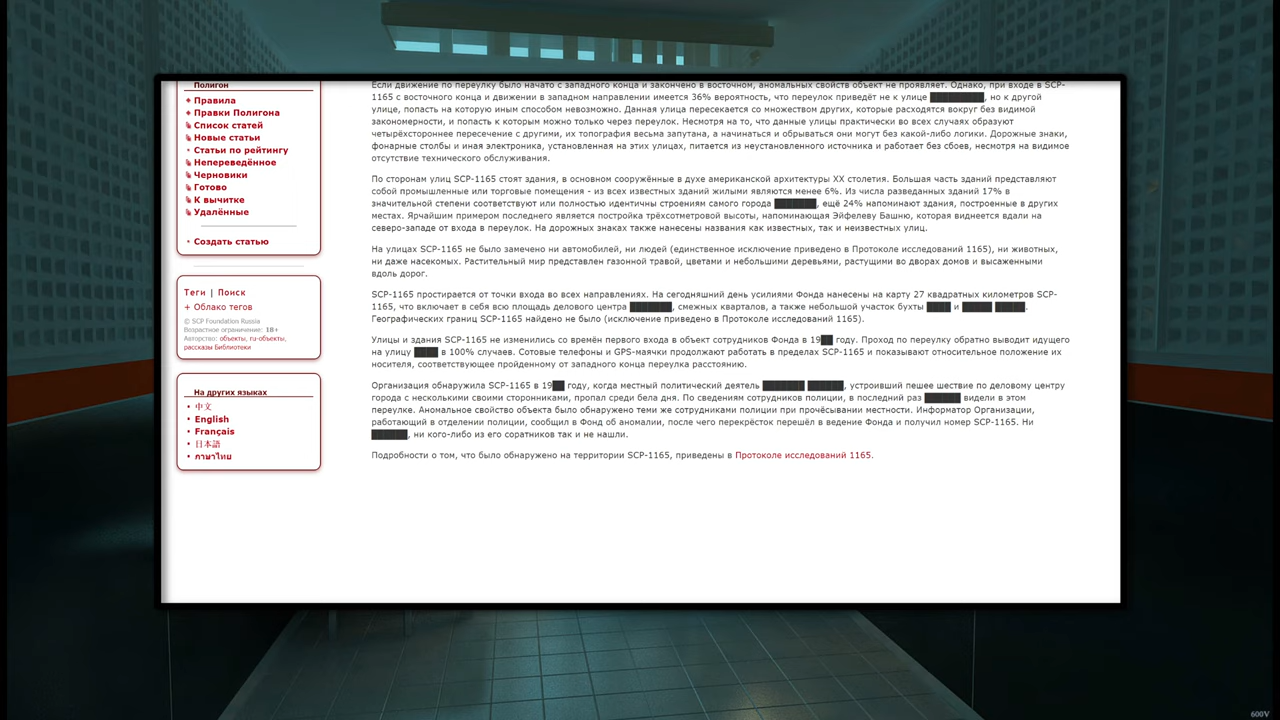 Полигон
Правила
Правки Полигона
Список статей
Новые статьи
Статьи по рейтингу
Непереведённое
Черновики
Готово
К вычитке
Удалённые
Создать статью
Теги | Поиск
+ Облако тегов
© SCP Foundation Russia
Возрастное ограничение: 18+
Авторство: объекты, ru-объекты,
рассказы Библиотеки
На других языках
中文
English
Français
日本語
ภาษาไทย
Если движение по переулку было начато с западного конца и закончено в восточном, аномальных свойств объект не проявляет. Однако, при входе в SCP-
1165 с восточного конца и движении в западном направлении имеется 36% вероятность, что переулок приведёт не к улице █████████, но к другой
улице, попасть на которую иным способом невозможно. Данная улица пересекается со множеством других, которые расходятся вокруг без видимой
закономерности, и попасть к которым можно только через переулок. Несмотря на то, что данные улицы практически во всех случаях образуют
четырёхстороннее пересечение с другими, их топография весьма запутана, а начинаться и обрываться они могут без какой-либо логики. Дорожные знаки,
фонарные столбы и иная электроника, установленная на этих улицах, питается из неустановленного источника и работает без сбоев, несмотря на видимое
отсутствие технического обслуживания.
По сторонам улиц SCP-1165 стоят здания, в основном сооружённые в духе американской архитектуры XX столетия. Большая часть зданий представляют
собой промышленные или торговые помещения - из всех известных зданий жилыми являются менее 6%. Из числа разведанных зданий 17% в
значительной степени соответствуют или полностью идентичны строениям самого города ███████, ещё 24% напоминают здания, построенные в других
местах. Ярчайшим примером последнего является постройка трёхсотметровой высоты, напоминающая Эйфелеву Башню, которая виднеется вдали на
северо-западе от входа в переулок. На дорожных знаках также нанесены названия как известных, так и неизвестных улиц.
На улицах SCP-1165 не было замечено ни автомобилей, ни людей (единственное исключение приведено в Протоколе исследований 1165), ни животных,
ни даже насекомых. Растительный мир представлен газонной травой, цветами и небольшими деревьями, растущими во дворах домов и высаженными
вдоль дорог.
SCP-1165 простирается от точки входа во всех направлениях. На сегодняшний день усилиями Фонда нанесены на карту 27 квадратных километров SCP-
1165, что включает в себя всю площадь делового центра ███████, смежных кварталов, а также небольшой участок бухты ████ и █████ █████.
Географических границ SCP-1165 найдено не было (исключение приведено в Протоколе исследований 1165).
Улицы и здания SCP-1165 не изменились со времён первого входа в объект сотрудников Фонда в 19██ году. Проход по переулку обратно выводит идущего
на улицу ████ в 100% случаев. Сотовые телефоны и GPS-маячки продолжают работать в пределах SCP-1165 и показывают относительное положение их
носителя, соответствующее пройденному от западного конца переулка расстоянию.
Организация обнаружила SCP-1165 в 19██ году, когда местный политический деятель ███████ ██████, устроивший пешее шествие по деловому центру
города с несколькими своими сторонниками, пропал среди бела дня. По сведениям сотрудников полиции, в последний раз ██████ видели в этом
переулке. Аномальное свойство объекта было обнаружено теми же сотрудниками полиции при прочёсывании местности. Информатор Организации,
работающий в отделении полиции, сообщил в Фонд об аномалии, после чего перекрёсток перешёл в ведение Фонда и получил номер SCP-1165. Ни
██████, ни кого-либо из его соратников так и не нашли.
Подробности о том, что было обнаружено на территории SCP-1165, приведены в Протоколе исследований 1165.
600V